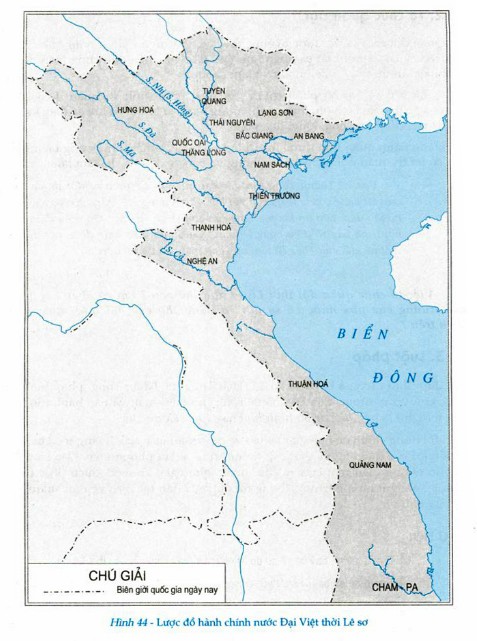 TUYÊN
QUANG
LẠNG SƠN
HƯNG HOÁ
S. Nhị (S. Hồng)
THÁI NGUYÊN
BẮC GIANG
AN BANG
S. Đà
QUỐC OAI
THĂNG LONG
S. Mã
NAM SÁCH
THIÊN TRƯỜNG
THANH HOÁ
S. Cả
NGHỆ AN
BIỂN
ĐÔNG
THUẬN HOÁ
QUẢNG NAM
CHĂM - PA
CHÚ GIẢI
Biên giới quốc gia ngày nay
Hình 44 - Lược đồ hành chính nước Đại Việt thời Lê sơ